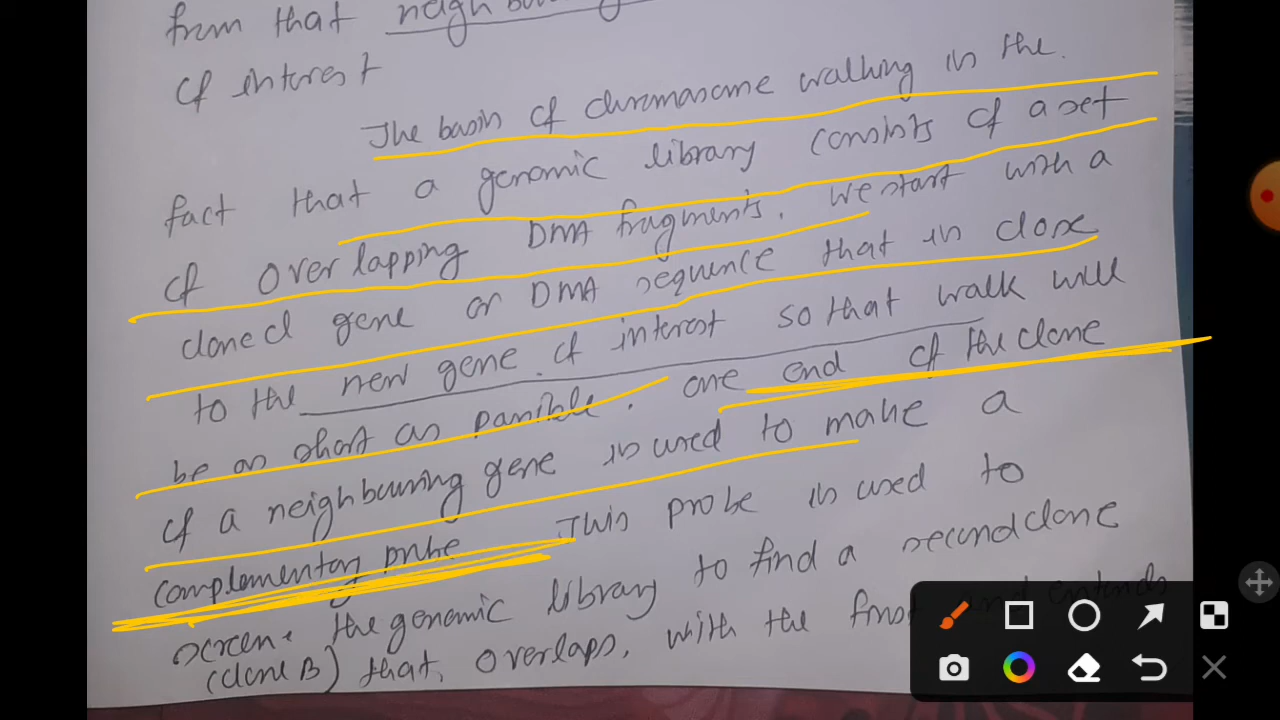 from that neighbouring
of interest
The basis of chromosome walking in the
fact that a genomic library consists of a set
of overlapping DNA fragments. We start with a
cloned gene or DNA sequence that is close
to the new gene of interest so that walk will
be as short as possible. one end of the clone
of a neighbouring gene is used to make a
complementary probe This probe is used to
screen the genomic library to find a second clone
(clone B) that, overlaps, with the first and extends